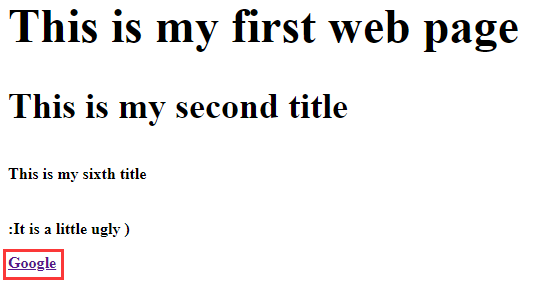 This is my first web page
This is my second title
This is my sixth title
:It is a little ugly )
Google